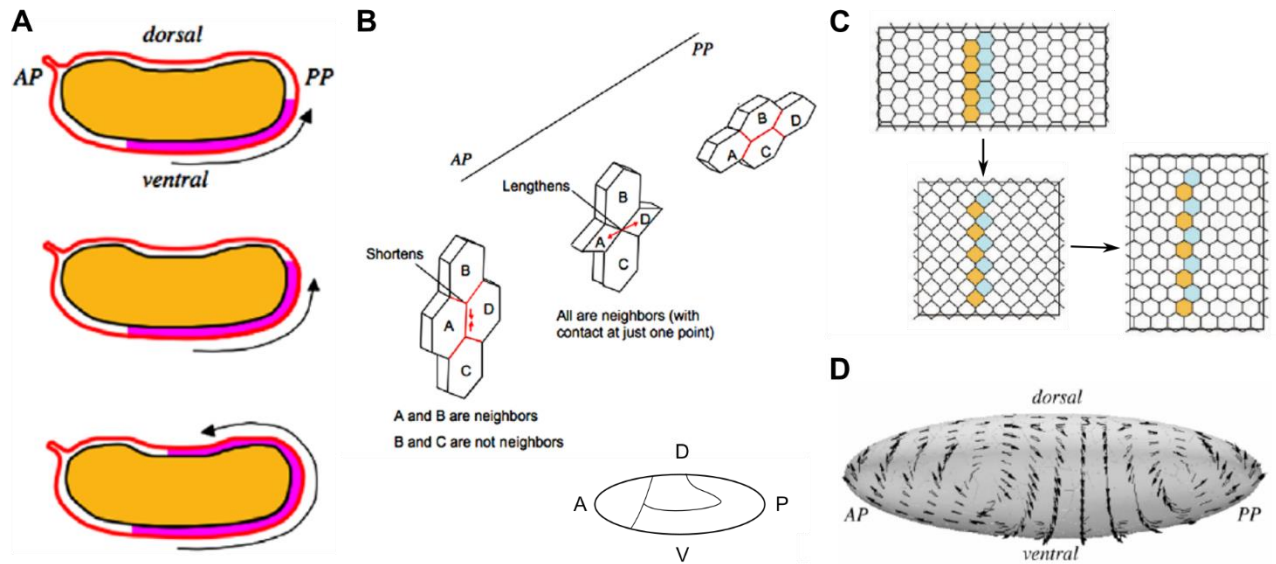 A
dorsal
AP
PP
ventral
B
PP
AP
Lengthens
Shortens
B
D
A
C
B
D
A
C
B
D
A
C
All are neighbors (with
contact at just one point)
A and B are neighbors
B and C are not neighbors
D
A
P
V
C
D
dorsal
AP
PP
ventral